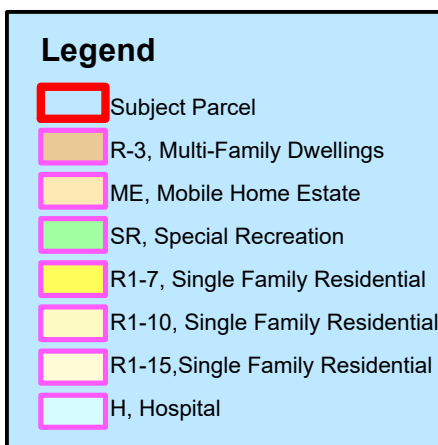 Legend
Subject Parcel
R-3, Multi-Family Dwellings
ME, Mobile Home Estate
SR, Special Recreation
R1-7, Single Family Residential
R1-10, Single Family Residential
R1-15,Single Family Residential
H, Hospital